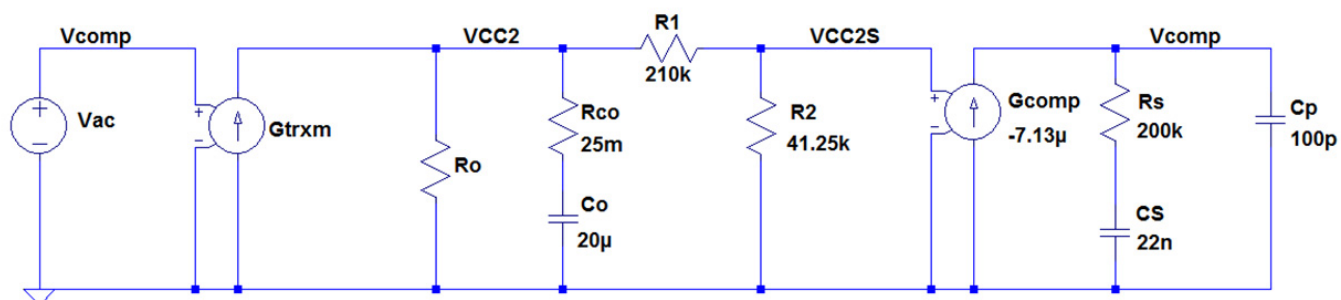 Vcomp
+
-
Vac
+
-
Gtrxm
VCC2
Ro
Rco
25m
Co
20µ
R1
210k
VCC2S
R2
41.25k
+
-
Gcomp
-7.13µ
Vcomp
Rs
200k
CS
22n
Cp
100p